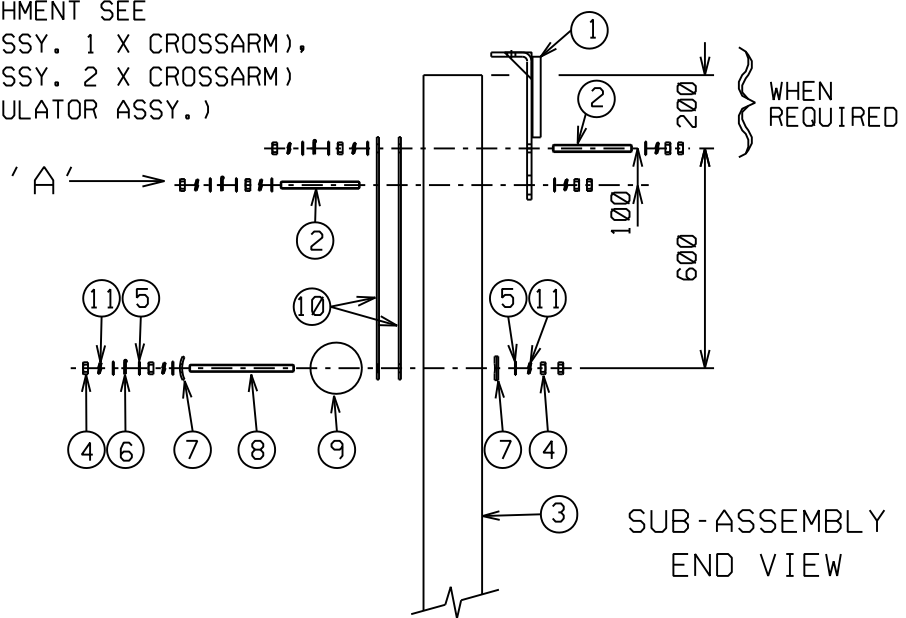 HMENT SEE
SSY. 1 X CROSSARM),
SSY. 2 X CROSSARM)
ULATOR ASSY.)
1
2
200
WHEN
REQUIRED
'A'
2
100
600
10
11
5
5
11
4
6
7
8
9
7
4
3
SUB-ASSEMBLY
END VIEW